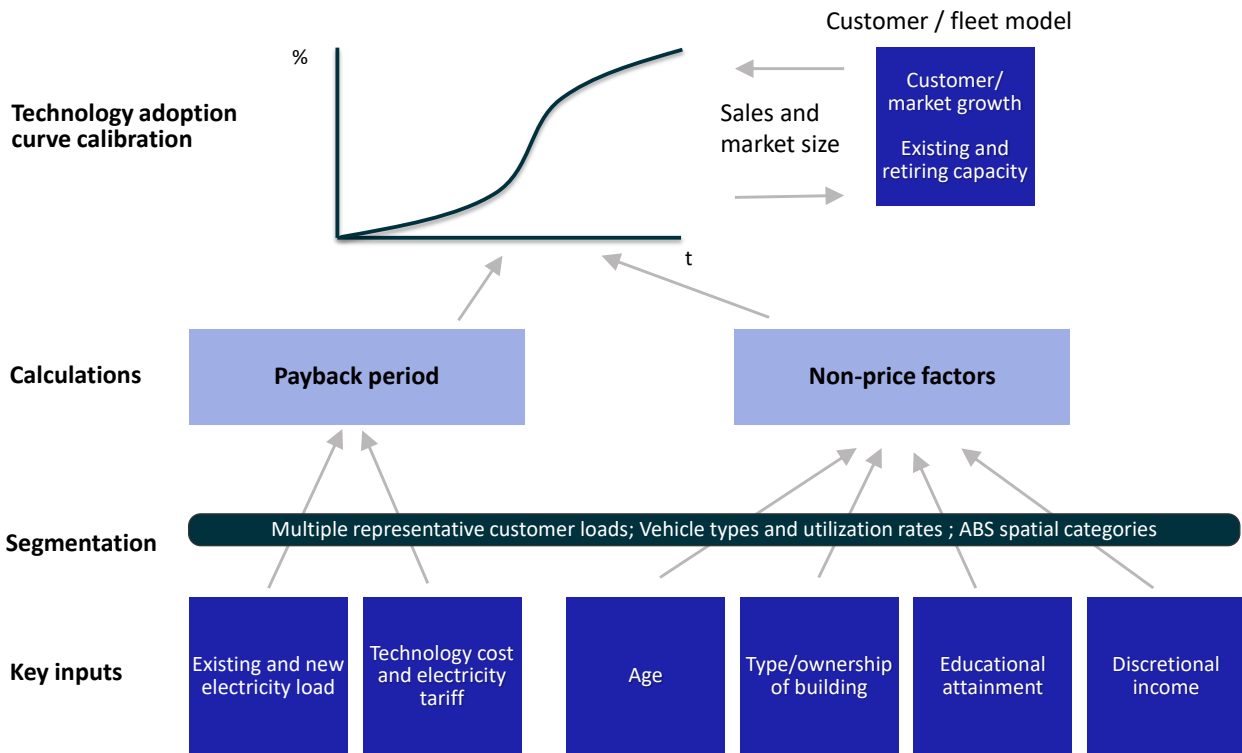 Customer / fleet model
%
Technology adoption
curve calibration
Sales and
market size
Customer/
market growth
Existing and
retiring capacity
t
Calculations
Payback period
Non-price factors
Segmentation
Multiple representative customer loads; Vehicle types and utilization rates ; ABS spatial categories
Key inputs
Existing and new
electricity load
Technology cost
and electricity
tariff
Age
Type/ownership
of building
Educational
attainment
Discretional
income